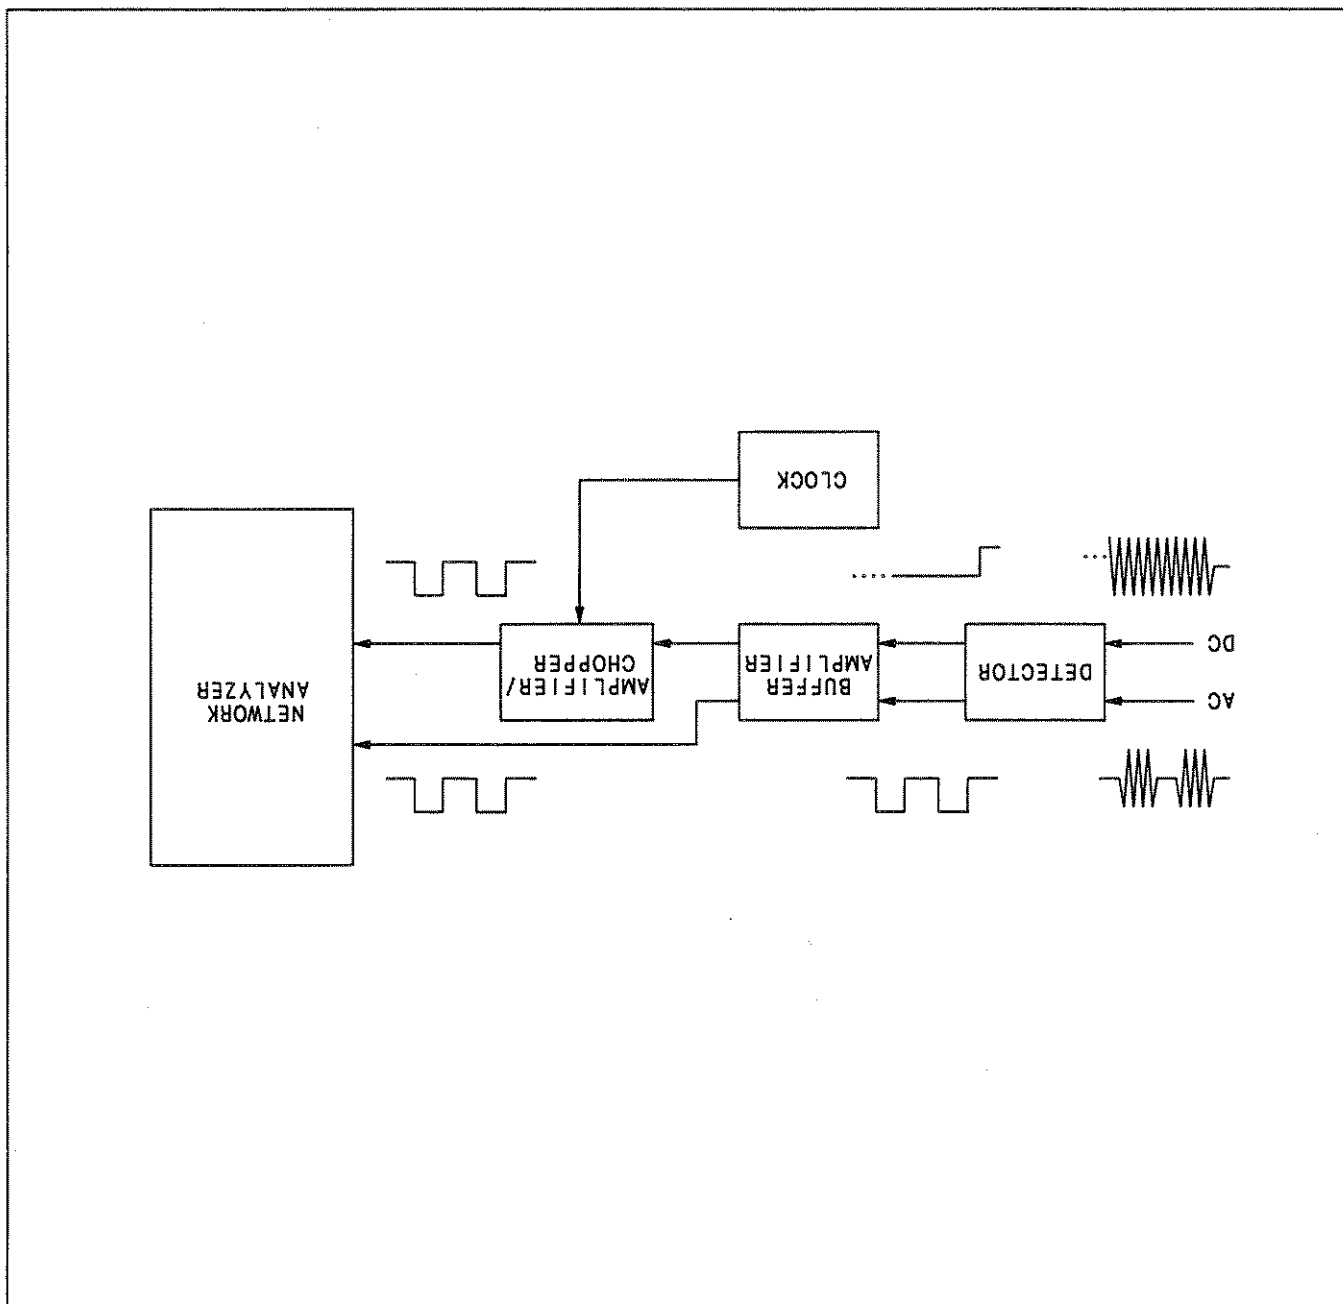 AC
DC
DETECTOR
BUFFER
AMPLIFIER
AMPLIFIER/
CHOPPER
NETWORK
ANALYZER
CLOCK